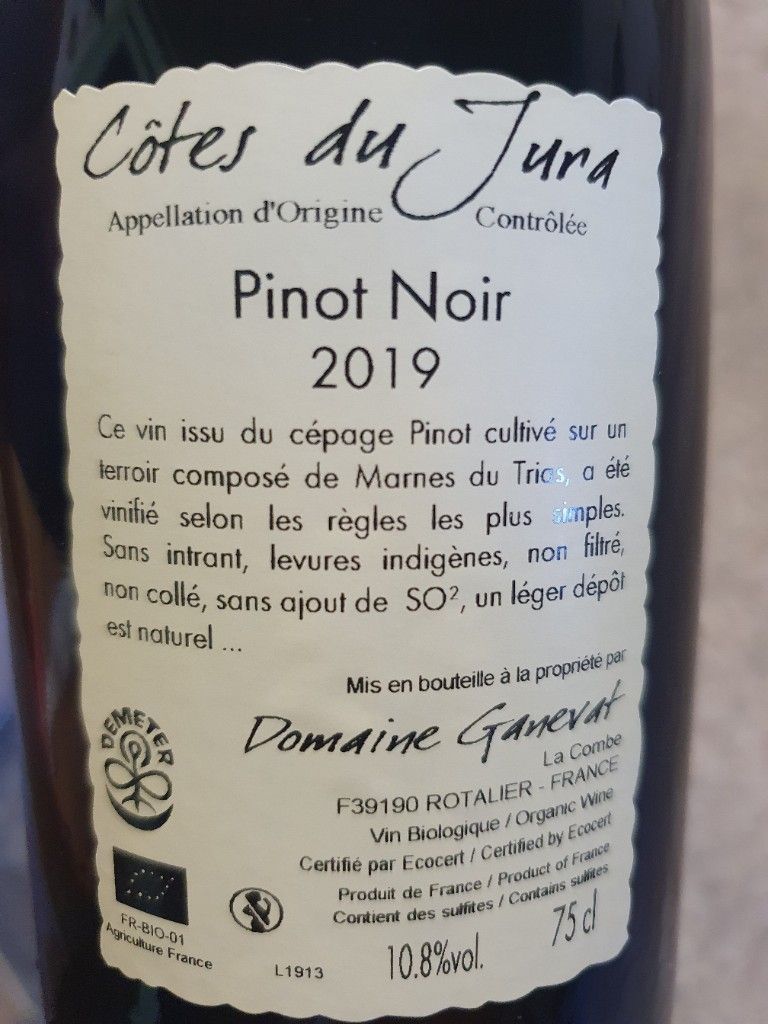 Côtes du Jura
Appellation d'Origine Contrôlée
Pinot Noir
2019
Ce vin issu du cépage Pinot cultivé sur un
terroir composé de Marnes du Trias, a été
vinifié selon les règles les plus simples.
Sans intrant, levures indigènes, non filtré,
non collé, sans ajout de SO², un léger dépôt
est naturel ...
Mis en bouteille à la propriété par
Domaine Ganevat
La Combe
F39190 ROTALIER - FRANCE
Vin Biologique / Organic Wine
Certifié par Ecocert / Certified by Ecocert
Produit de France / Product of France
Contient des sulfites / Contains sulfites
DEMETER
FR-BIO-01
Agriculture France
L1913
10.8%vol.
75 cl